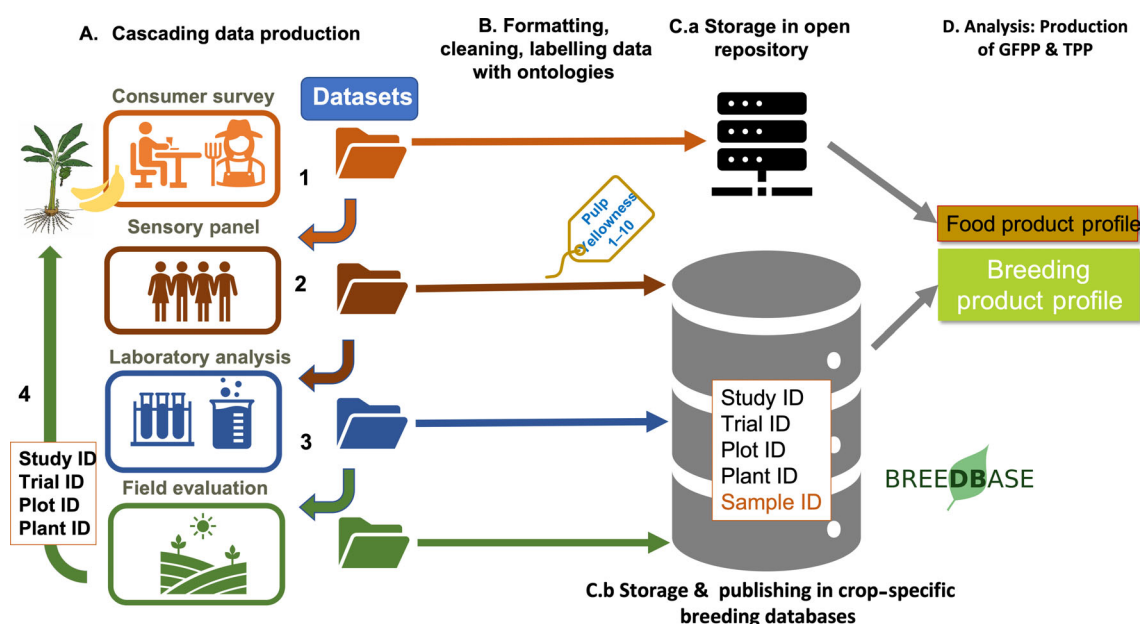 A. Cascading data production
B. Formatting,
cleaning, labelling data
with ontologies
C.a Storage in open
repository
D. Analysis: Production
of GFPP & TPP
Consumer survey
Datasets
1
Sensory panel
2
Pulp
Yellowness
1–10
Laboratory analysis
3
4
Study ID
Trial ID
Plot ID
Plant ID
Field evaluation
Food product profile
Breeding
product profile
Study ID
Trial ID
Plot ID
Plant ID
Sample ID
BREEDBASE
C.b Storage & publishing in crop-specific
breeding databases